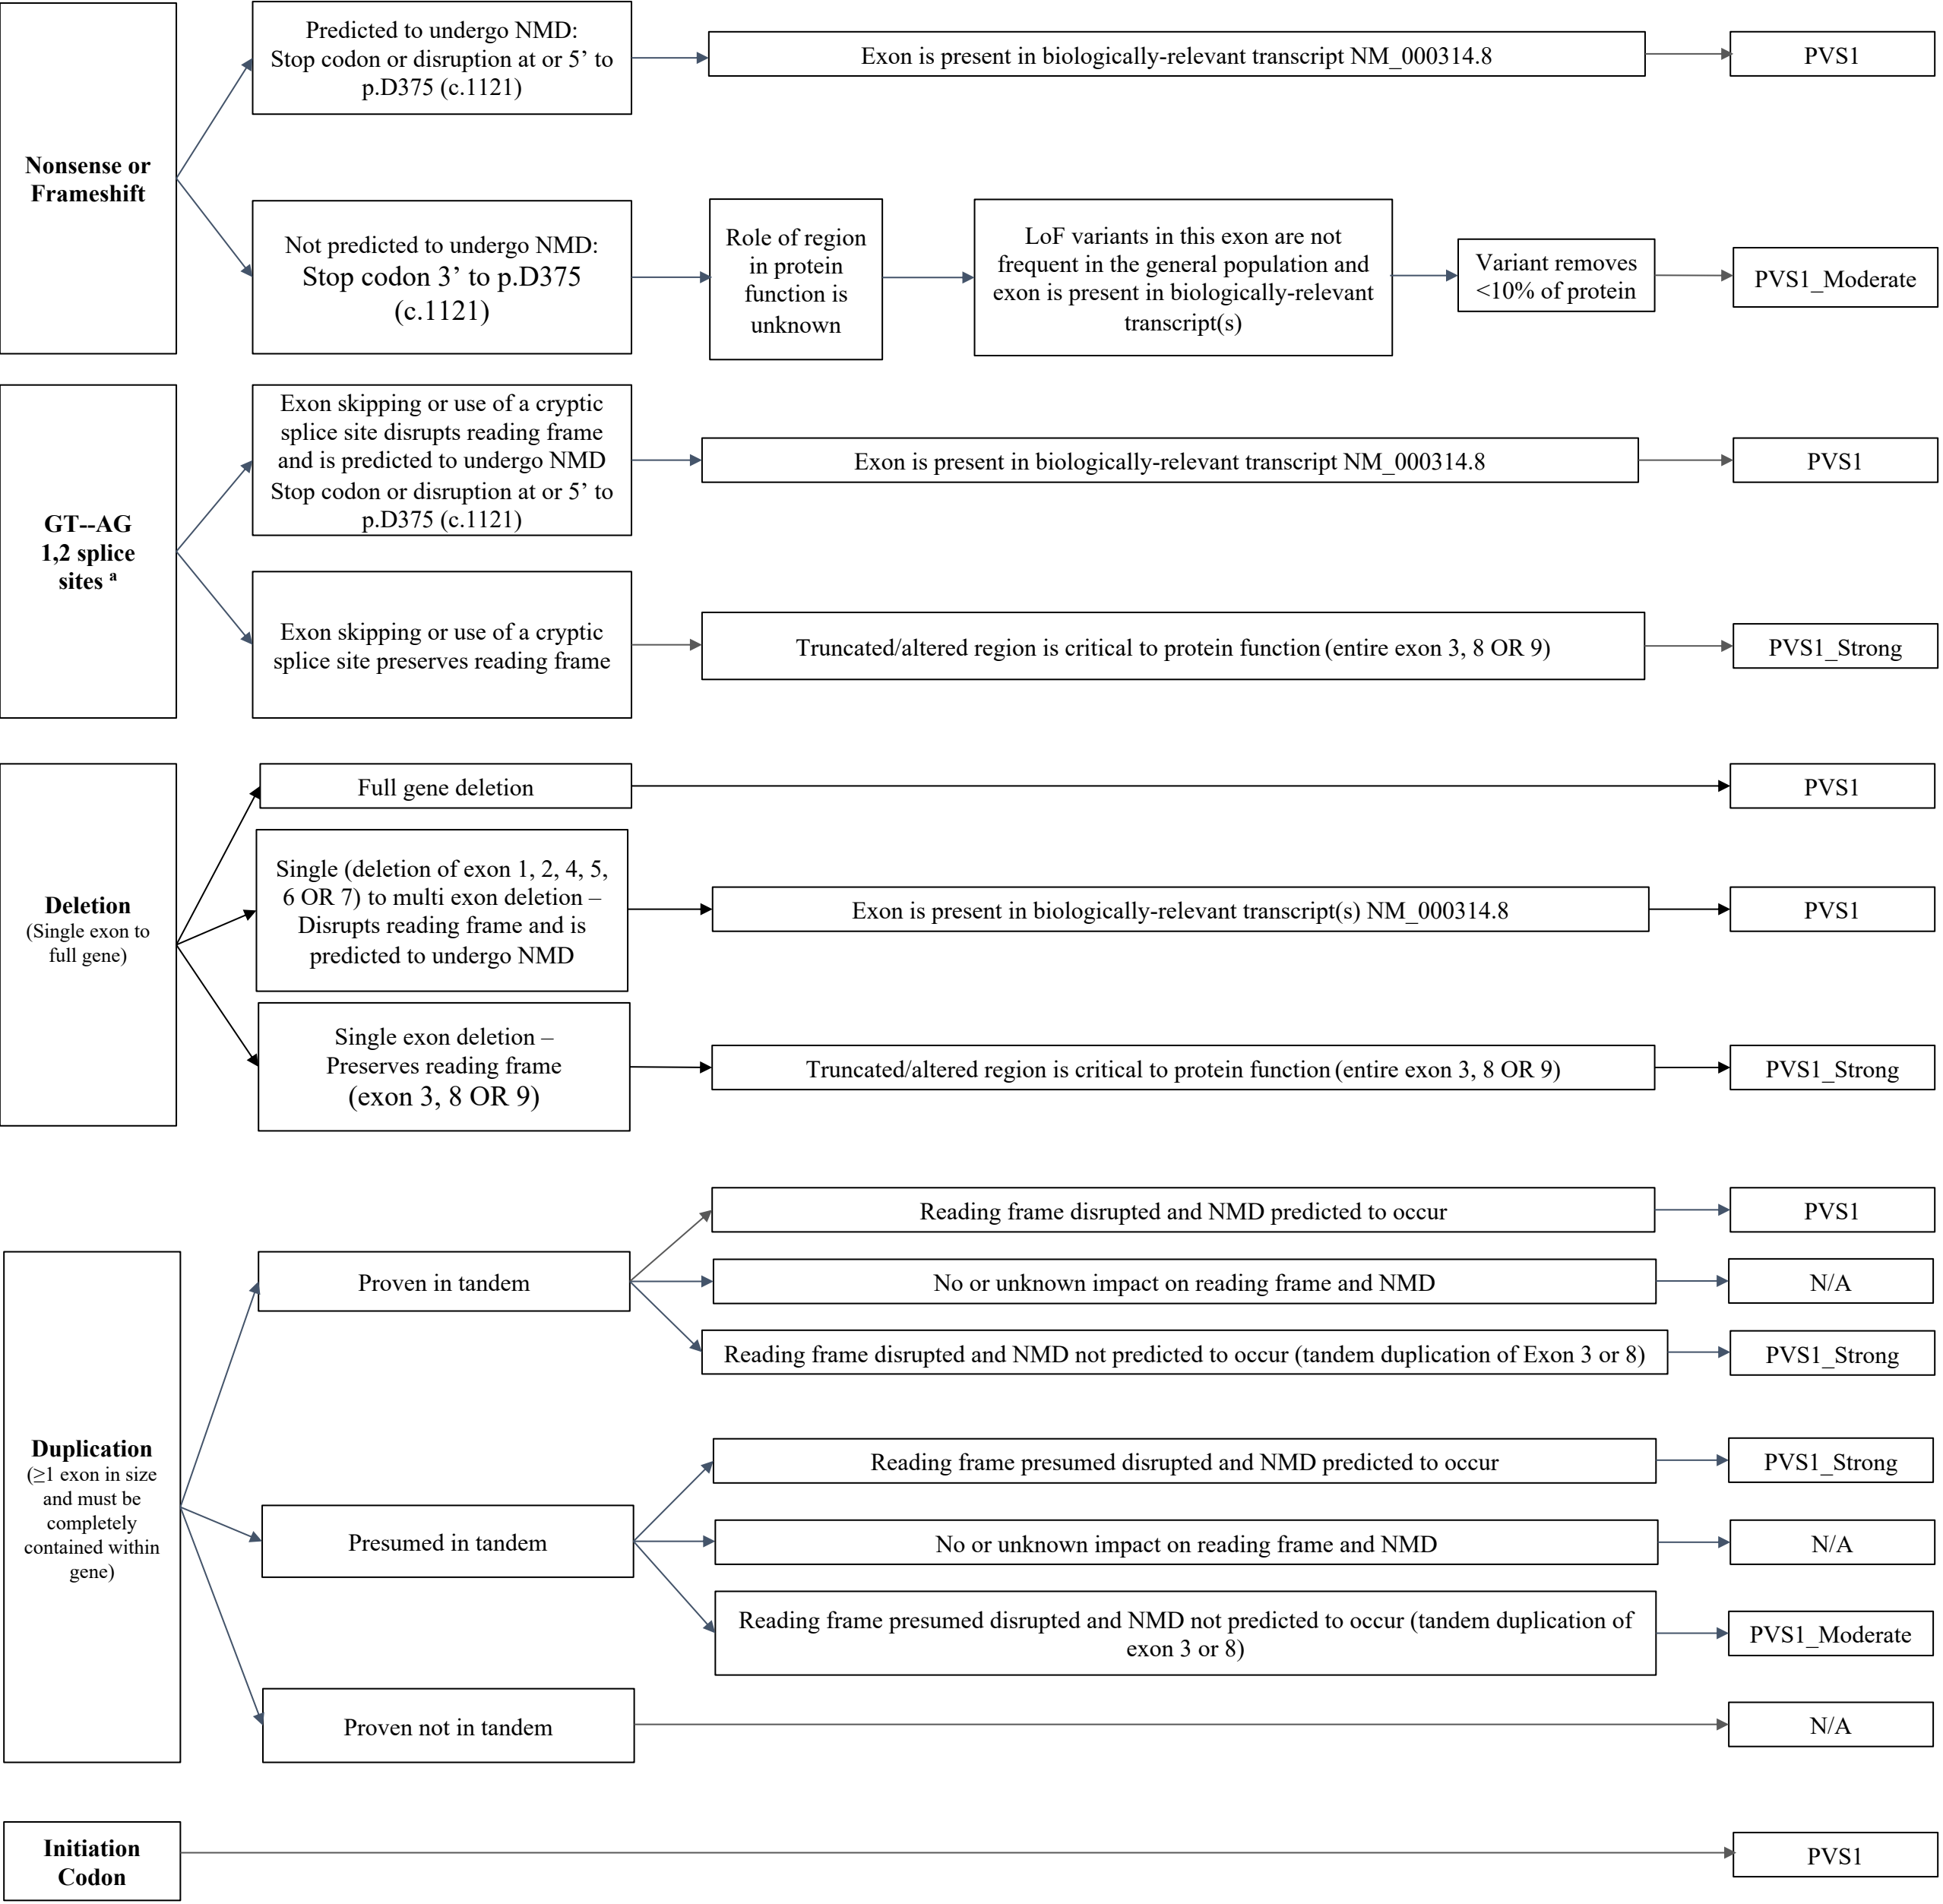 Nonsense or
Frameshift
Predicted to undergo NMD:
Stop codon or disruption at or 5’ to
p.D375 (c.1121)
Exon is present in biologically-relevant transcript NM_000314.8
PVS1
Not predicted to undergo NMD:
Stop codon 3’ to p.D375
(c.1121)
Role of region
in protein
function is
unknown
LoF variants in this exon are not
frequent in the general population and
exon is present in biologically-relevant
transcript(s)
Variant removes
<10% of protein
PVS1_Moderate
GT--AG
1,2 splice
sites a
Exon skipping or use of a cryptic
splice site disrupts reading frame
and is predicted to undergo NMD
Stop codon or disruption at or 5’ to
p.D375 (c.1121)
Exon is present in biologically-relevant transcript NM_000314.8
PVS1
Exon skipping or use of a cryptic
splice site preserves reading frame
Truncated/altered region is critical to protein function (entire exon 3, 8 OR 9)
PVS1_Strong
Deletion
(Single exon to
full gene)
Full gene deletion
PVS1
Single (deletion of exon 1, 2, 4, 5,
6 OR 7) to multi exon deletion –
Disrupts reading frame and is
predicted to undergo NMD
Exon is present in biologically-relevant transcript(s) NM_000314.8
PVS1
Single exon deletion –
Preserves reading frame
(exon 3, 8 OR 9)
Truncated/altered region is critical to protein function (entire exon 3, 8 OR 9)
PVS1_Strong
Duplication
(≥1 exon in size
and must be
completely
contained within
gene)
Proven in tandem
Reading frame disrupted and NMD predicted to occur
PVS1
No or unknown impact on reading frame and NMD
N/A
Reading frame disrupted and NMD not predicted to occur (tandem duplication of Exon 3 or 8)
PVS1_Strong
Presumed in tandem
Reading frame presumed disrupted and NMD predicted to occur
PVS1_Strong
No or unknown impact on reading frame and NMD
N/A
Reading frame presumed disrupted and NMD not predicted to occur (tandem duplication of
exon 3 or 8)
PVS1_Moderate
Proven not in tandem
N/A
Initiation
Codon
PVS1